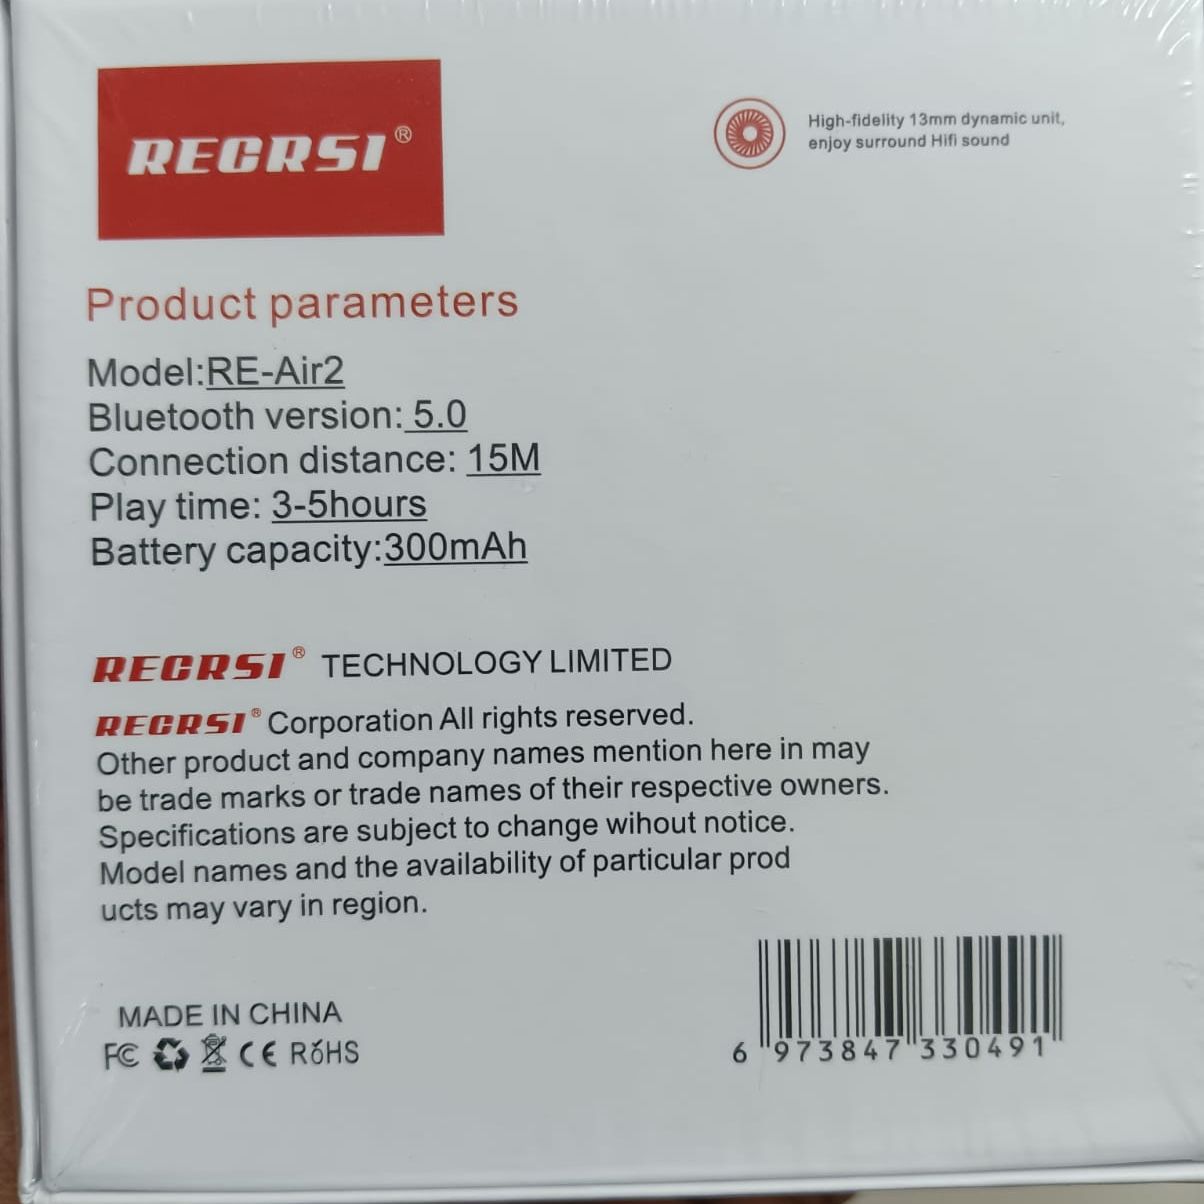 RECRSI®
High-fidelity 13mm dynamic unit,
enjoy surround Hifi sound
Product parameters
Model:RE-Air2
Bluetooth version: 5.0
Connection distance: 15M
Play time: 3-5hours
Battery capacity:300mAh
RECRSI® TECHNOLOGY LIMITED
RECRSI® Corporation All rights reserved.
Other product and company names mention here in may
be trade marks or trade names of their respective owners.
Specifications are subject to change wihout notice.
Model names and the availability of particular prod
ucts may vary in region.
MADE IN CHINA
FC CE RóHS
6 973847 330491